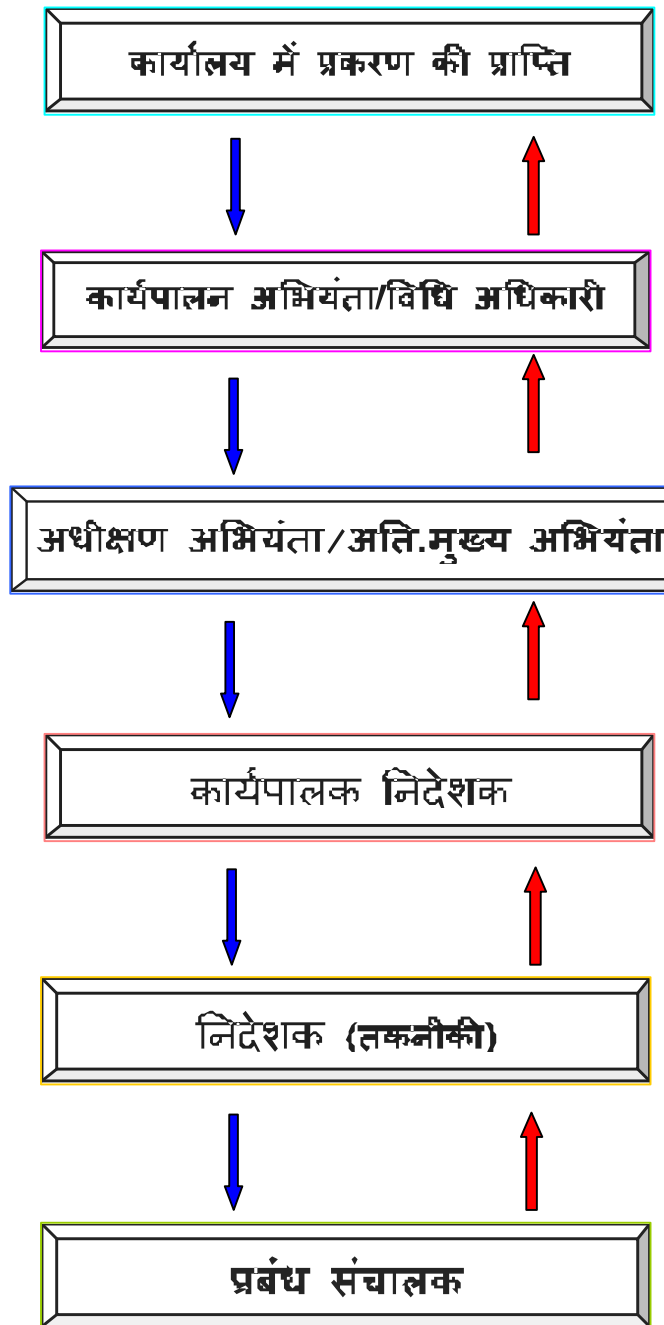 कार्यालय में प्रकरण की प्राप्ति
कार्यपालन अभियंता/विधि अधिकारी
अधीक्षण अभियंता/अति.मुख्य अभियंता
कार्यपालक निदेशक
निदेशक (तकनीकी)
प्रबंध संचालक